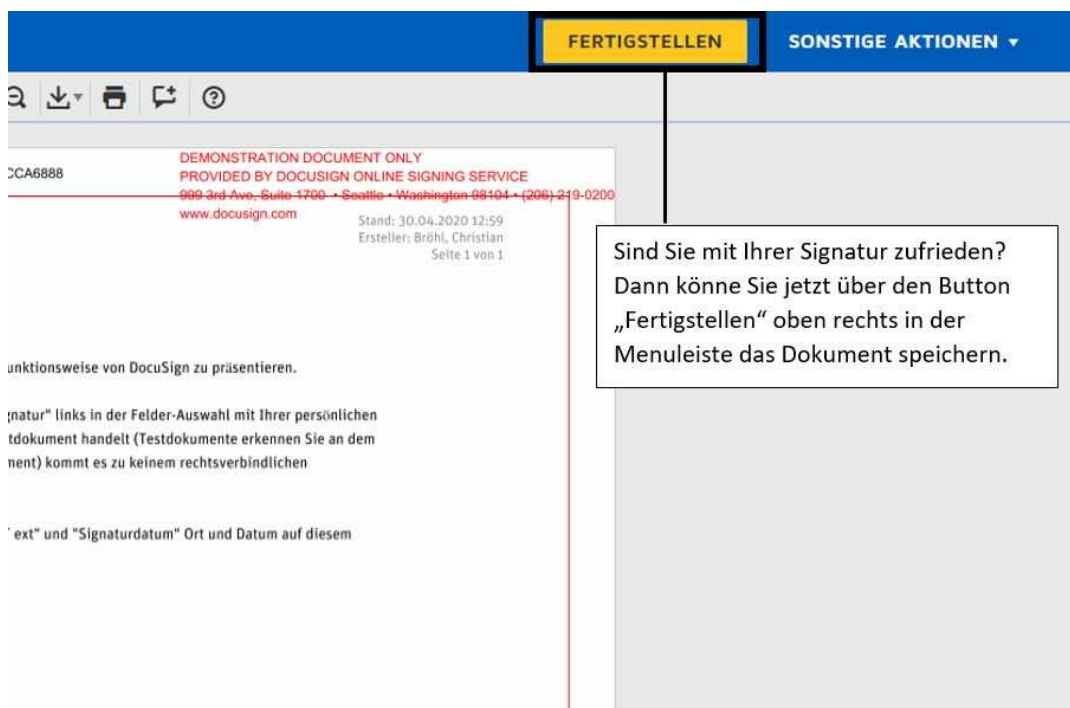 FERTIGSTELLEN
SONSTIGE AKTIONEN
CCA6888
DEMONSTRATION DOCUMENT ONLY
PROVIDED BY DOCUSIGN ONLINE SIGNING SERVICE
999 3rd Ave, Suite 1700 • Seattle • Washington 98104 • (206) 219-0200
www.docusign.com
Stand: 30.04.2020 12:59
Ersteller: Bröhl, Christian
Seite 1 von 1
Sind Sie mit Ihrer Signatur zufrieden?
Dann könne Sie jetzt über den Button
„Fertigstellen“ oben rechts in der
Menuleiste das Dokument speichern.
unktionsweise von DocuSign zu präsentieren.
gnatur" links in der Felder-Auswahl mit Ihrer persönlichen
tdokument handelt (Testdokumente erkennen Sie an dem
ment) kommt es zu keinem rechtsverbindlichen
ext" und "Signaturdatum" Ort und Datum auf diesem